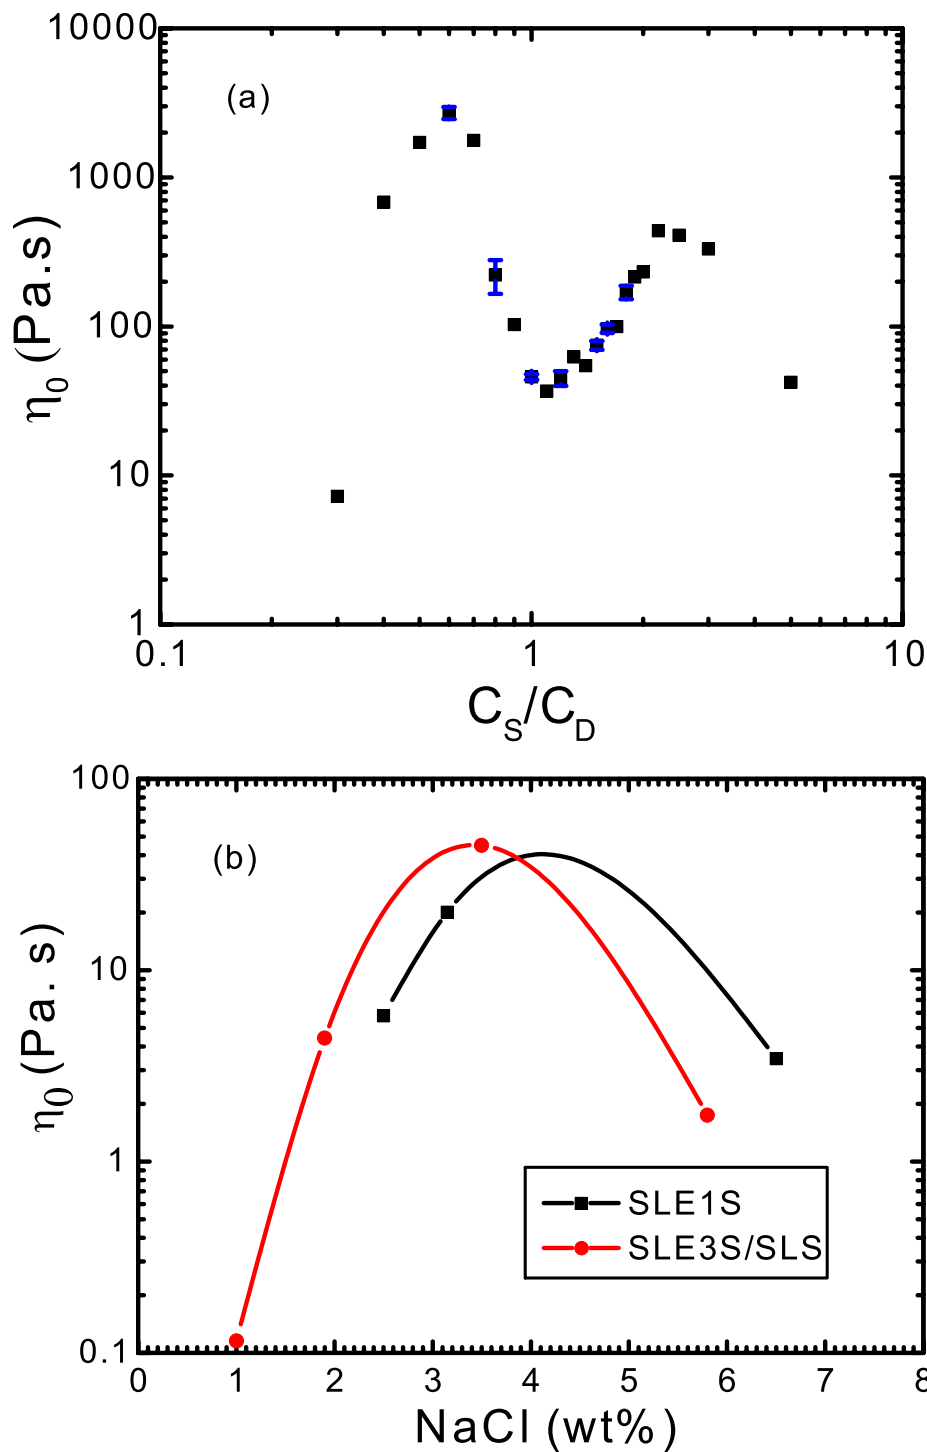 10000
(a)
1000
100
10
1
η0 (Pa.s)
0.1 1 10
CS/CD
100
(b)
10
1
0.1
η0 (Pa. s)
SLE1S
SLE3S/SLS
0 1 2 3 4 5 6 7 8
NaCl (wt%)